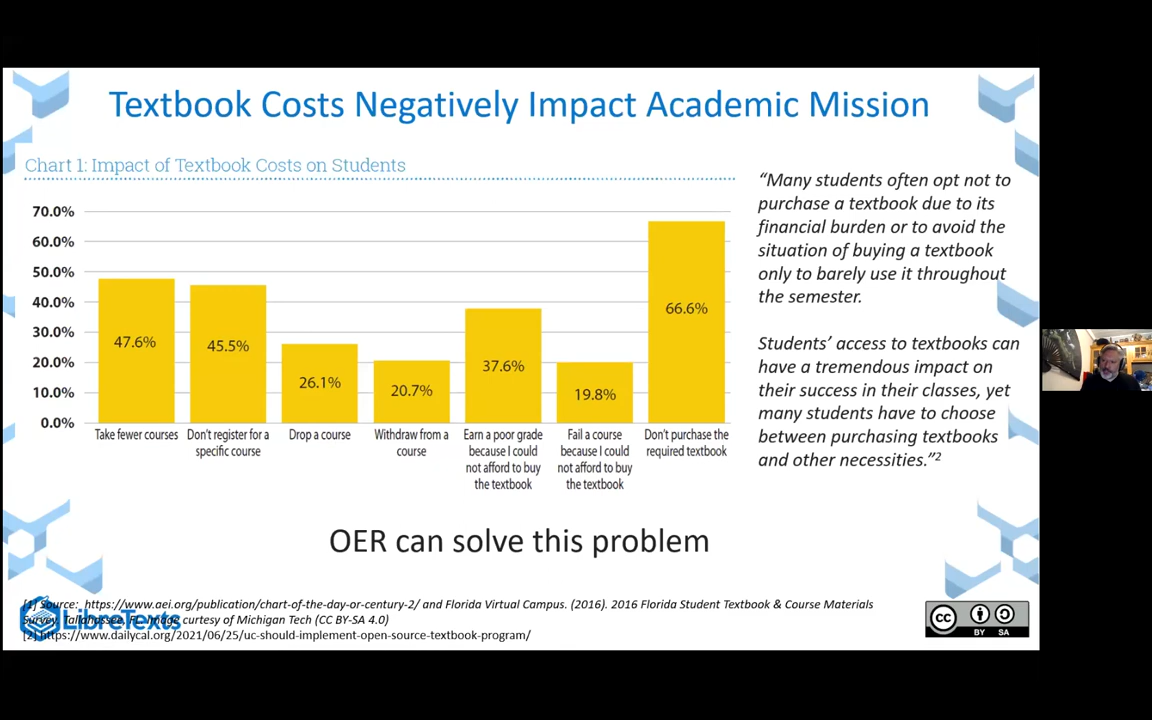 Textbook Costs Negatively Impact Academic Mission
Chart 1: Impact of Textbook Costs on Students
70.0%
60.0%
50.0%
40.0%
30.0%
20.0%
10.0%
0.0%
47.6%
45.5%
26.1%
20.7%
37.6%
19.8%
66.6%
Take fewer courses
Don't register for a
specific course
Drop a course
Withdraw from a
course
Earn a poor grade
because I could
not afford to buy
the textbook
Fail a course
because I could
not afford to buy
the textbook
Don't purchase the
required textbook
“Many students often opt not to
purchase a textbook due to its
financial burden or to avoid the
situation of buying a textbook
only to barely use it throughout
the semester.
Students’ access to textbooks can
have a tremendous impact on
their success in their classes, yet
many students have to choose
between purchasing textbooks
and other necessities.”2
OER can solve this problem
[1] Source: https://www.aei.org/publication/chart-of-the-day-or-century-2/ and Florida Virtual Campus. (2016). 2016 Florida Student Textbook & Course Materials
Survey. Tallahassee, FL. Image curtesy of Michigan Tech (CC BY-SA 4.0)
[2] https://www.dailycal.org/2021/06/25/uc-should-implement-open-source-textbook-program/
LibreTexts
cc
BY SA